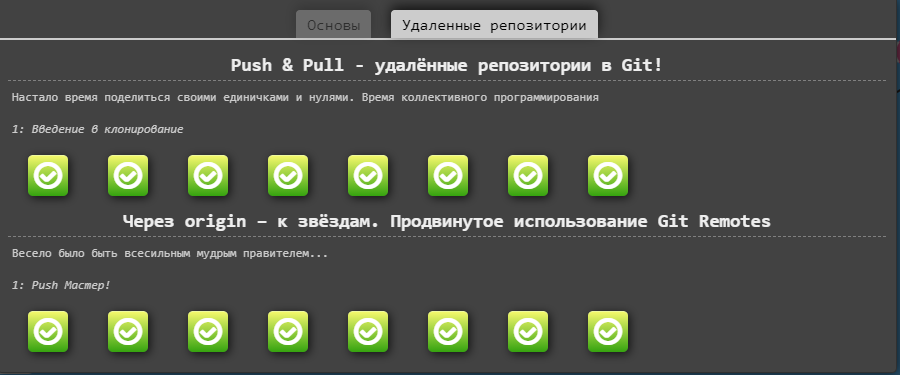 Основы
Удаленные репозитории
Push & Pull - удалённые репозитории в Git!
Настало время поделиться своими единичками и нулями. Время коллективного программирования
1: Введение в клонирование
Через origin – к звёздам. Продвинутое использование Git Remotes
Весело было быть всесильным мудрым правителем...
1: Push Мастер!